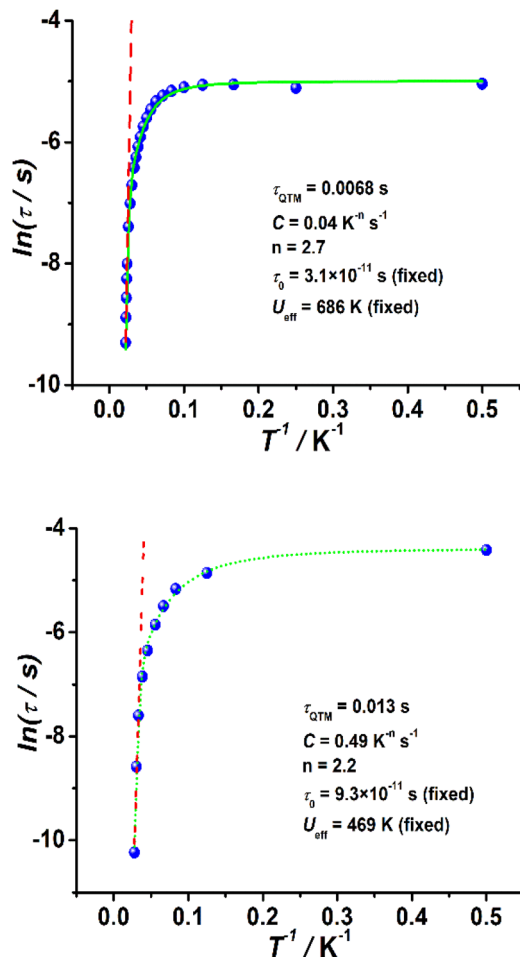 -4
-6
-8
-10
ln(τ / s)
τQTM = 0.0068 s
C = 0.04 K⁻ⁿ s⁻¹
n = 2.7
τ₀ = 3.1×10⁻¹¹ s (fixed)
Ueff = 686 K (fixed)
0.0 0.1 0.2 0.3 0.4 0.5
T⁻¹ / K⁻¹
-4
-6
-8
-10
ln(τ / s)
τQTM = 0.013 s
C = 0.49 K⁻ⁿ s⁻¹
n = 2.2
τ₀ = 9.3×10⁻¹¹ s (fixed)
Ueff = 469 K (fixed)
0.0 0.1 0.2 0.3 0.4 0.5
T⁻¹ / K⁻¹